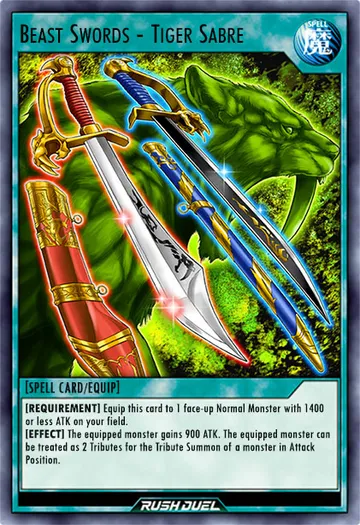 BEAST SWORDS - TIGER SABRE
SPELL
魔
[SPELL CARD/EQUIP]
[REQUIREMENT] Equip this card to 1 face-up Normal Monster with 1400
or less ATK on your field.
[EFFECT] The equipped monster gains 900 ATK. The equipped monster can
be treated as 2 Tributes for the Tribute Summon of a monster in Attack
Position.
RUSH DUEL